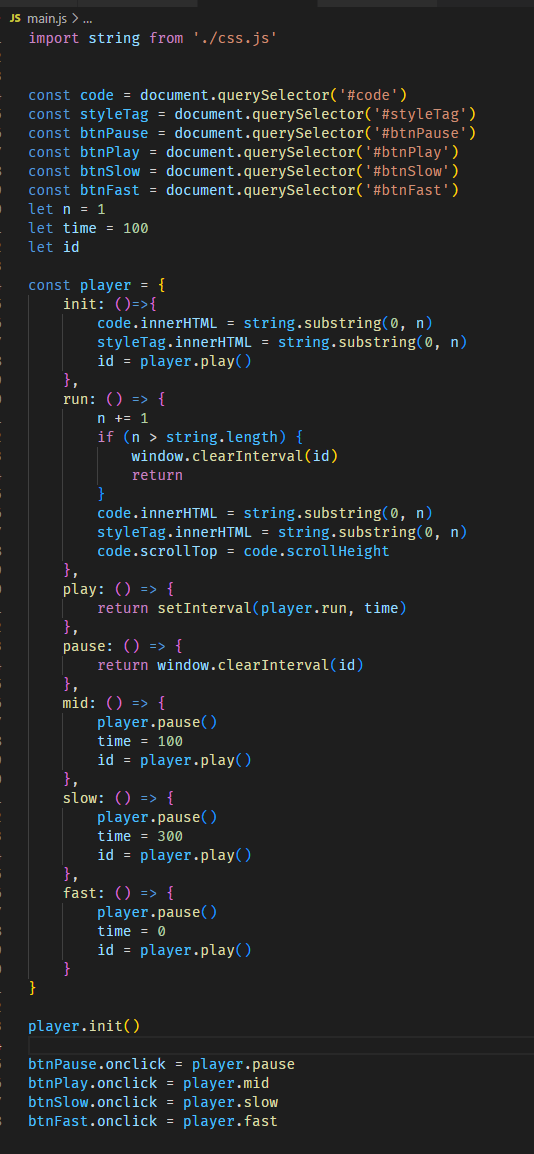 JS main.js > ...
import string from './css.js'
const code = document.querySelector('#code')
const styleTag = document.querySelector('#styleTag')
const btnPause = document.querySelector('#btnPause')
const btnPlay = document.querySelector('#btnPlay')
const btnSlow = document.querySelector('#btnSlow')
const btnFast = document.querySelector('#btnFast')
let n = 1
let time = 100
let id
const player = {
    init: ()=>{
        code.innerHTML = string.substring(0, n)
        styleTag.innerHTML = string.substring(0, n)
        id = player.play()
    },
    run: () => {
        n += 1
        if (n > string.length) {
            window.clearInterval(id)
            return
        }
        code.innerHTML = string.substring(0, n)
        styleTag.innerHTML = string.substring(0, n)
        code.scrollTop = code.scrollHeight
    },
    play: () => {
        return setInterval(player.run, time)
    },
    pause: () => {
        return window.clearInterval(id)
    },
    mid: () => {
        player.pause()
        time = 100
        id = player.play()
    },
    slow: () => {
        player.pause()
        time = 300
        id = player.play()
    },
    fast: () => {
        player.pause()
        time = 0
        id = player.play()
    }
}
player.init()
btnPause.onclick = player.pause
btnPlay.onclick = player.mid
btnSlow.onclick = player.slow
btnFast.onclick = player.fast